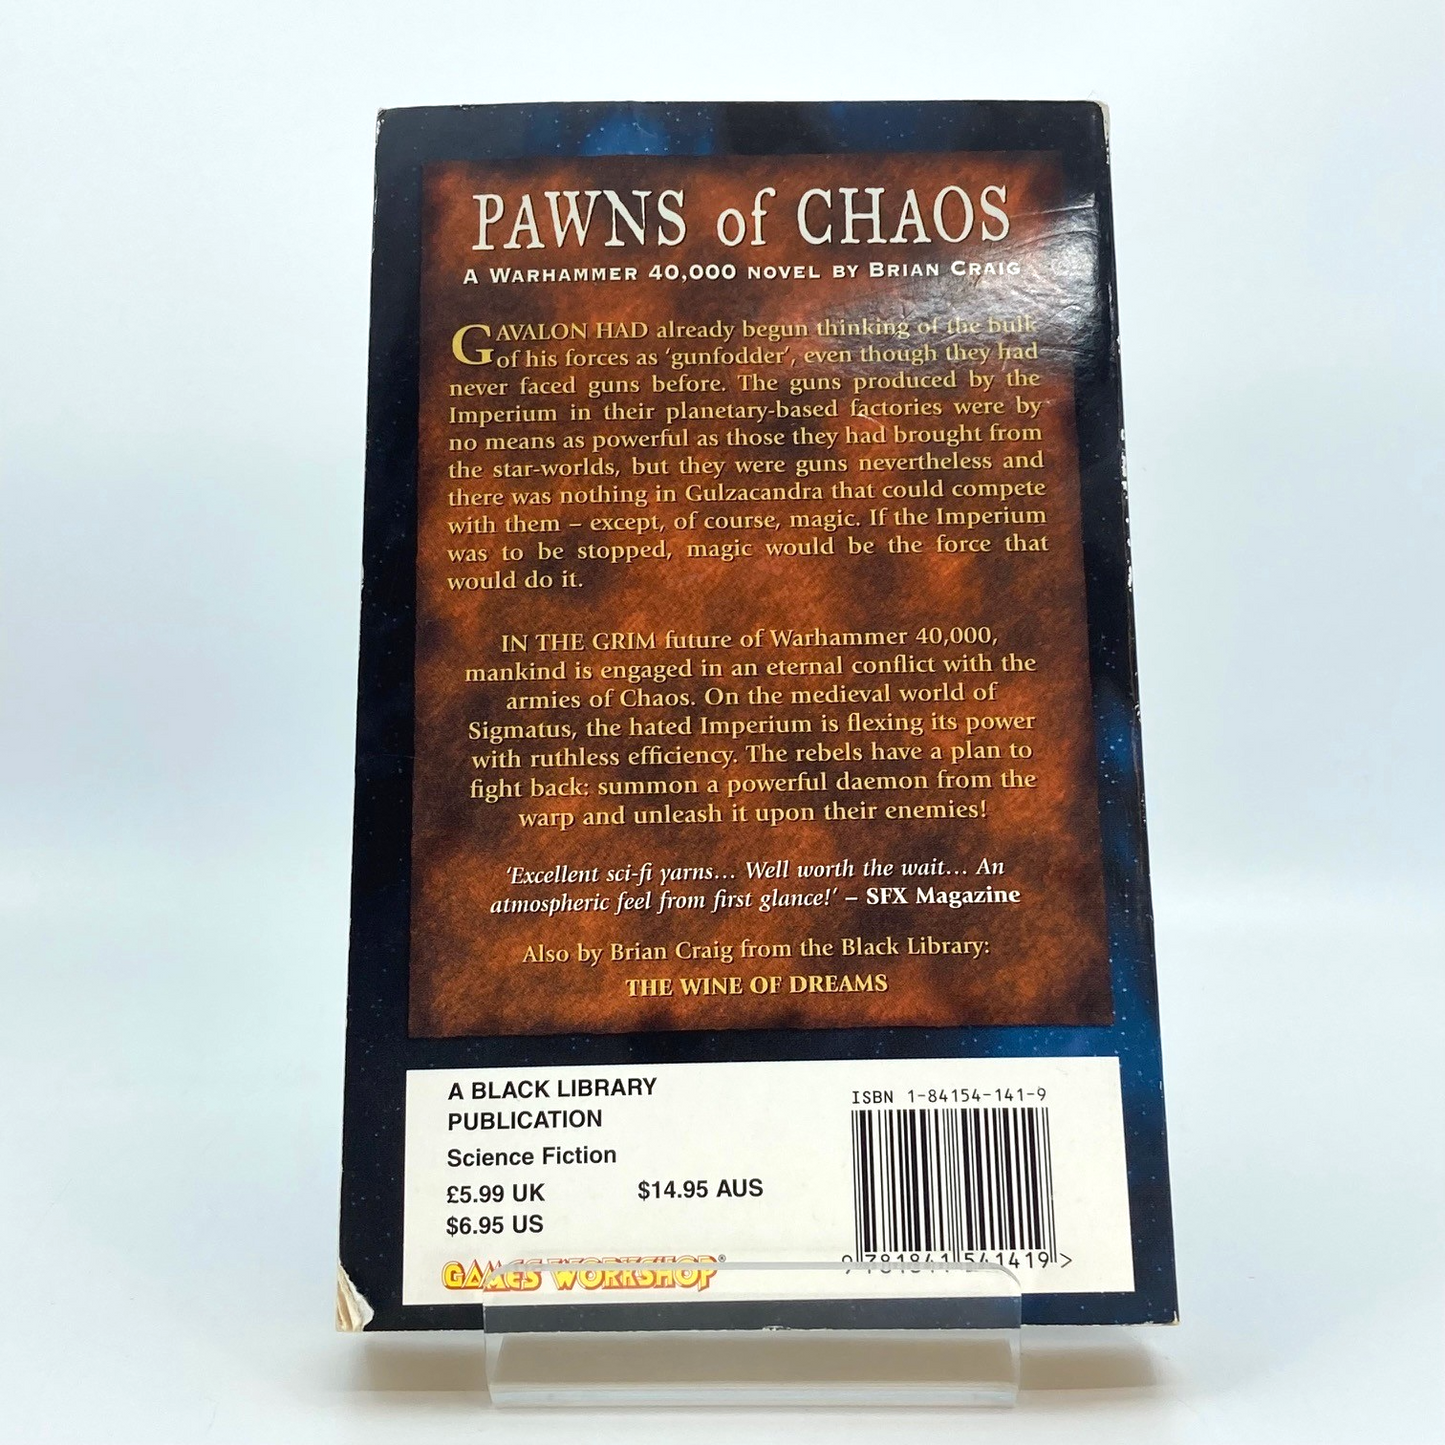 PAWNS of CHAOS
A WARHAMMER 40,000 NOVEL BY BRIAN CRAIG
GAVALON HAD already begun thinking of the bulk
of his forces as 'gunfodder', even though they had
never faced guns before. The guns produced by the
Imperium in their planetary-based factories were by
no means as powerful as those they had brought from
the star-worlds, but they were guns nevertheless and
there was nothing in Gulzacandra that could compete
with them – except, of course, magic. If the Imperium
was to be stopped, magic would be the force that
would do it.
IN THE GRIM future of Warhammer 40,000,
mankind is engaged in an eternal conflict with the
armies of Chaos. On the medieval world of
Sigmatus, the hated Imperium is flexing its power
with ruthless efficiency. The rebels have a plan to
fight back: summon a powerful daemon from the
warp and unleash it upon their enemies!
'Excellent sci-fi yarns... Well worth the wait... An
atmospheric feel from first glance!' – SFX Magazine
Also by Brian Craig from the Black Library:
THE WINE OF DREAMS
A BLACK LIBRARY
PUBLICATION
Science Fiction
£5.99 UK $14.95 AUS
$6.95 US
GAMES WORKSHOP®
ISBN 1-84154-141-9
9 781841 541419 >